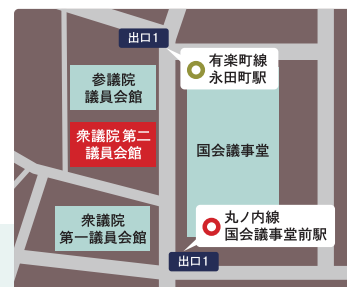 出口1
有楽町線
永田町駅
参議院
議員会館
衆議院 第二
議員会館
国会議事堂
衆議院
第一議員会館
丸ノ内線
国会議事堂前駅
出口1